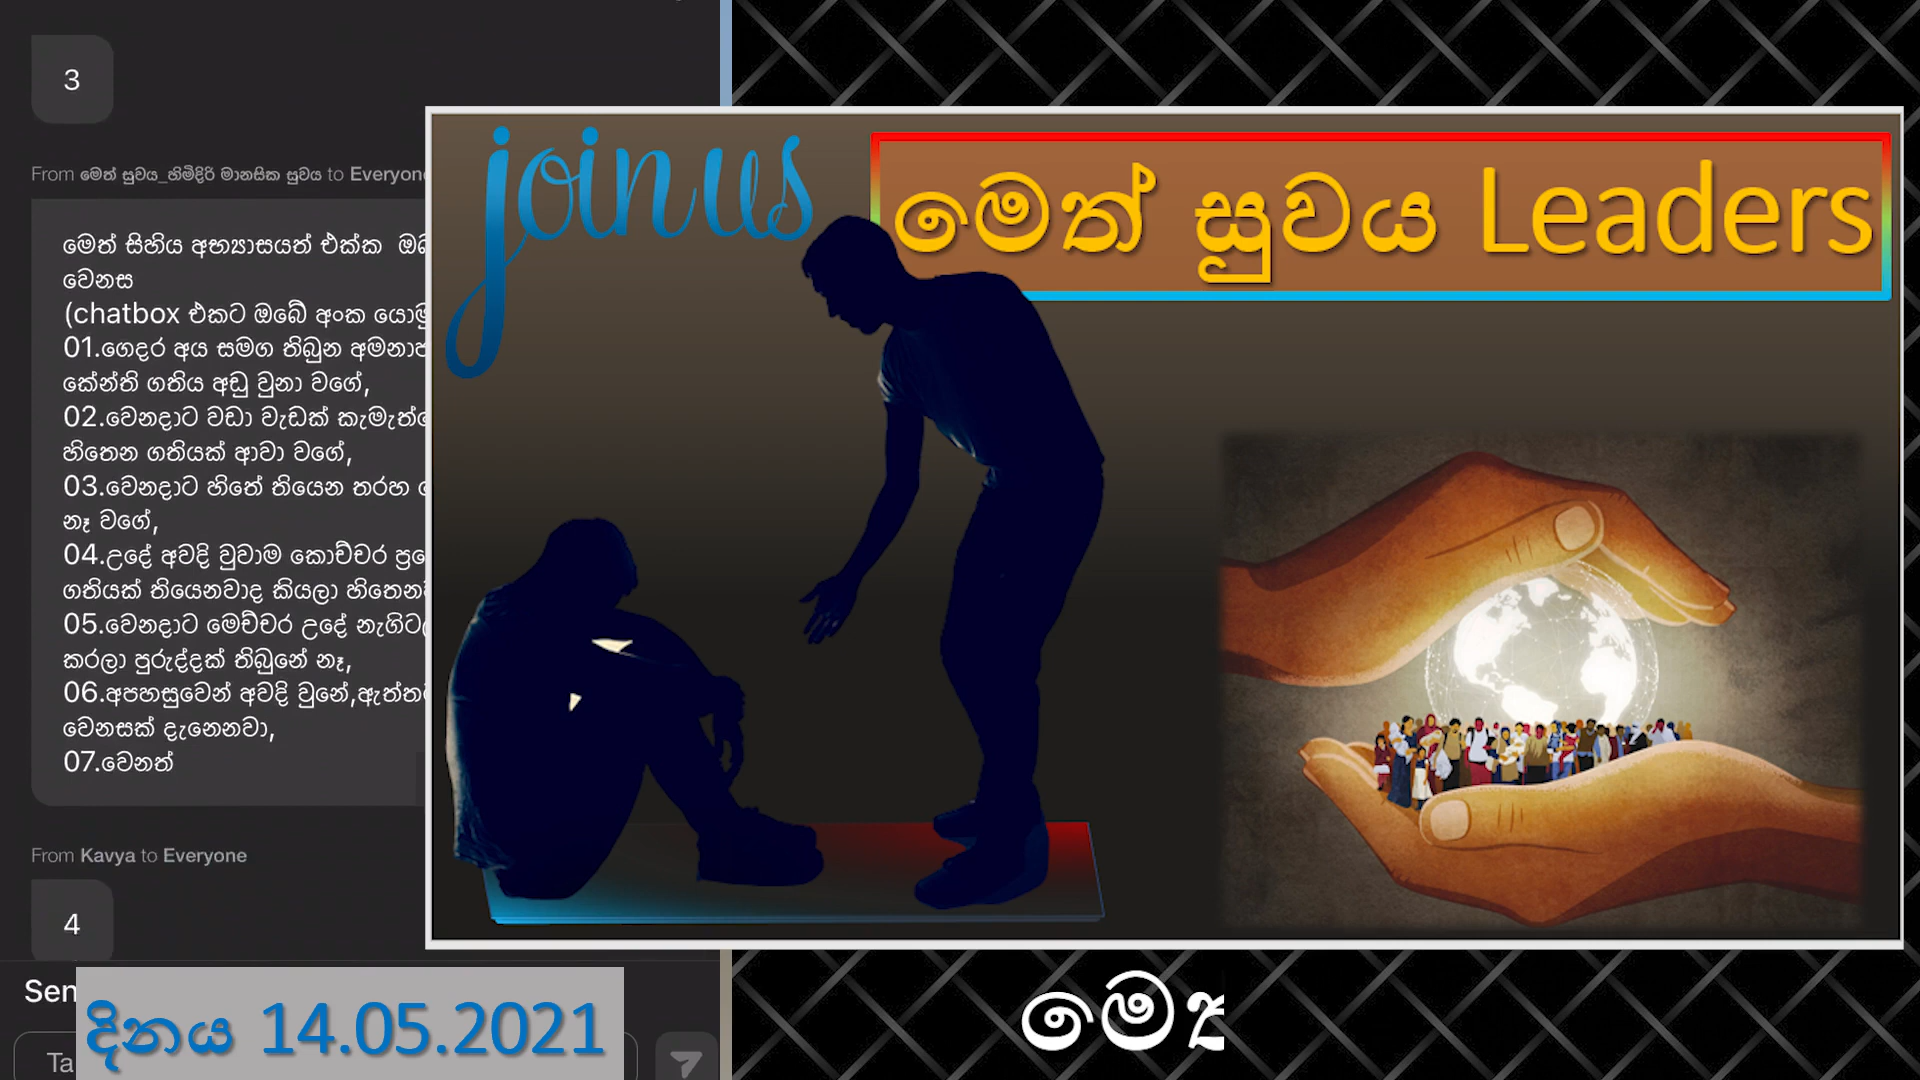 3
From මෙත් සුවය_හිමිදිරි මානසික සුවය to Everyone
මෙත් සිහිය අභ්‍යාසයත් එක්ක
වෙනස
(chatbox එකට ඔබේ අංක
01.ගෙදර අය සමග තිබුන
කේන්ති ගතිය අඩු වුනා වගේ,
02.වෙනදාට වඩා වැඩක්
හිතෙන ගතියක් ආවා වගේ,
03.වෙනදාට හිතේ තියෙන තරහ
නෑ වගේ,
04.උදේ අවදි වුවාම කොච්චර
ගතියක් තියෙනවාද කියලා
05.වෙනදාට මෙච්චර උදේ
කරලා පුරුද්දක් තිබුනේ නෑ,
06.අපහසුවෙන් අවදි වුනේ,
වෙනසක් දැනෙනවා,
07.වෙනත්
From Kavya to Everyone
4
දිනය 14.05.2021
join us
මෙත් සුවය Leaders